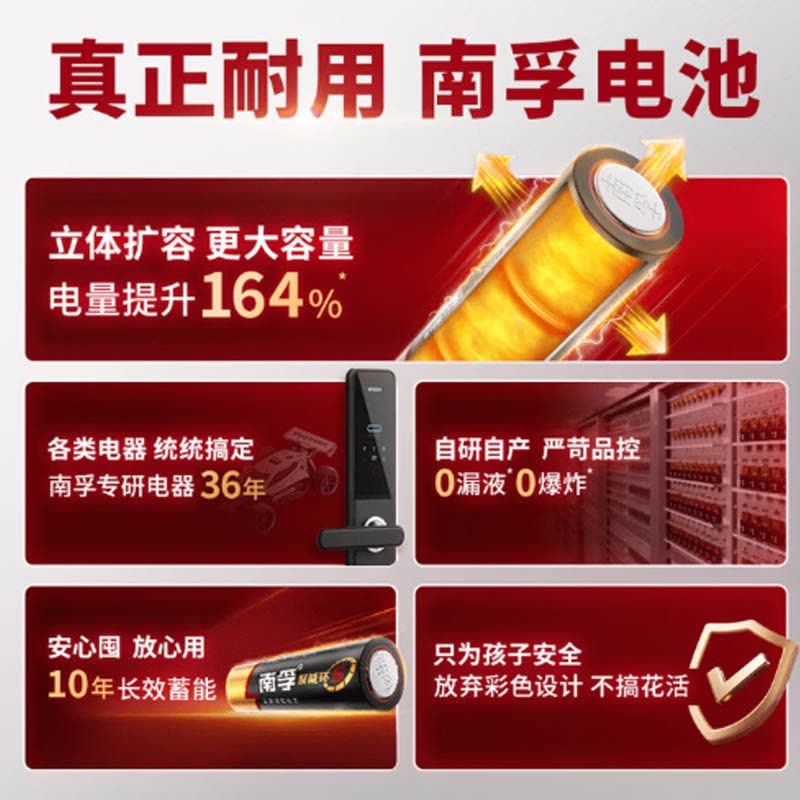 真正耐用 南孚电池
立体扩容 更大容量
电量提升164%*
各类电器 统统搞定
南孚专研电器36年
自研自产 严苛品控
0漏液*0爆炸*
安心囤 放心用
10年长效蓄能
南孚
聚能环
只为孩子安全
放弃彩色设计 不搞花活